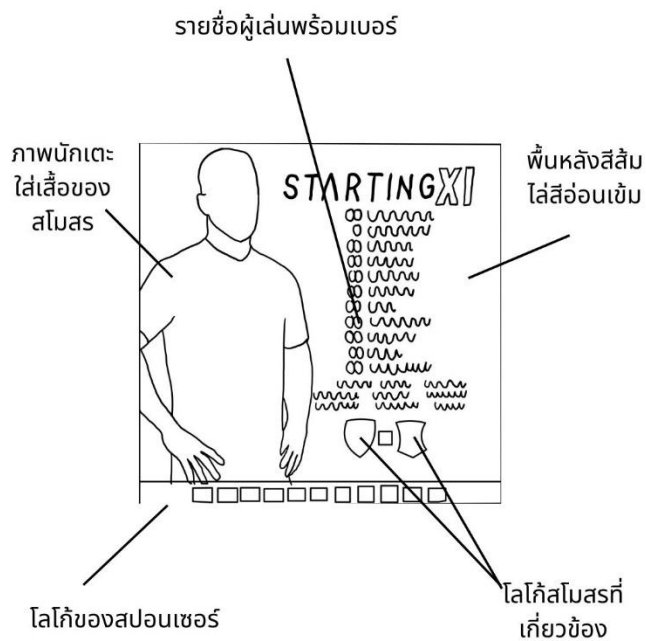 รายชื่อผู้เล่นพร้อมเบอร์
ภาพนักเตะ
ใส่เสื้อของ
สโมสร
STARTINGXI
พื้นหลังสีส้ม
ไล่สีอ่อนเข้ม
โลโก้ของสปอนเซอร์
โลโก้สโมสรที่
เกี่ยวข้อง